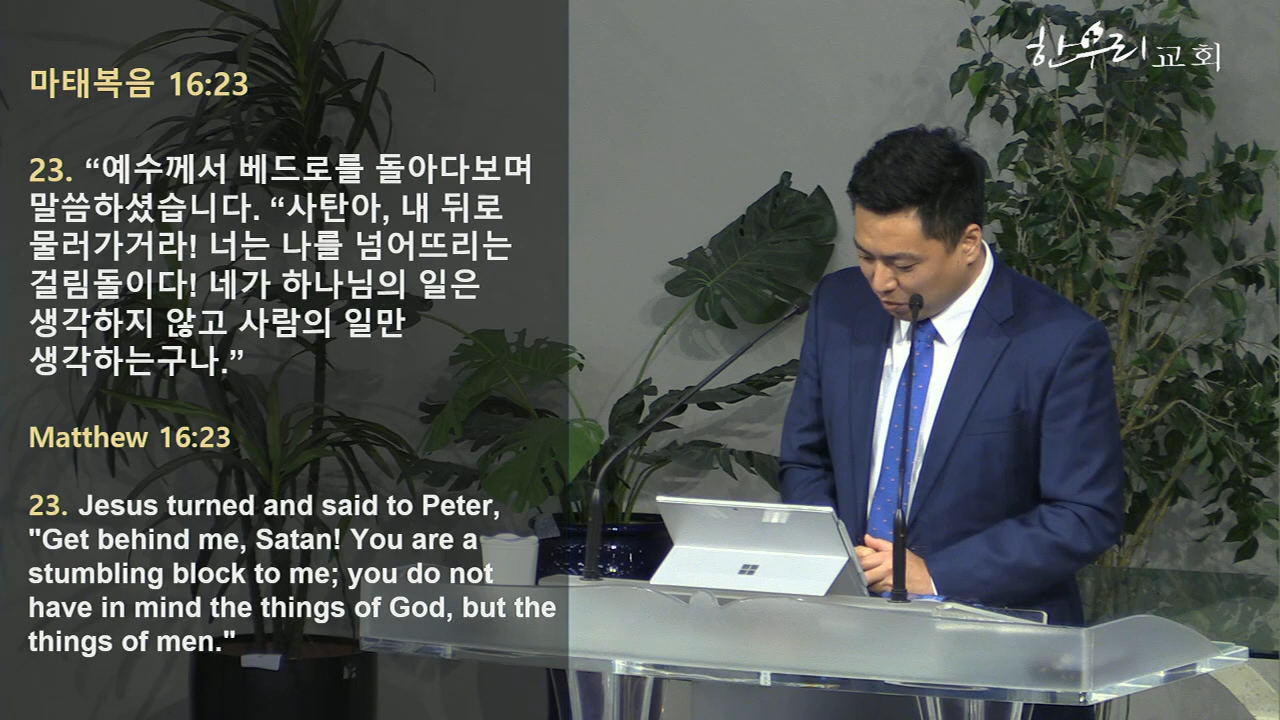 한우리교회
마태복음 16:23
23. “예수께서 베드로를 돌아다보며
말씀하셨습니다. “사탄아, 내 뒤로
물러가거라! 너는 나를 넘어뜨리는
걸림돌이다! 네가 하나님의 일은
생각하지 않고 사람의 일만
생각하는구나.”
Matthew 16:23
23. Jesus turned and said to Peter,
"Get behind me, Satan! You are a
stumbling block to me; you do not
have in mind the things of God, but the
things of men."